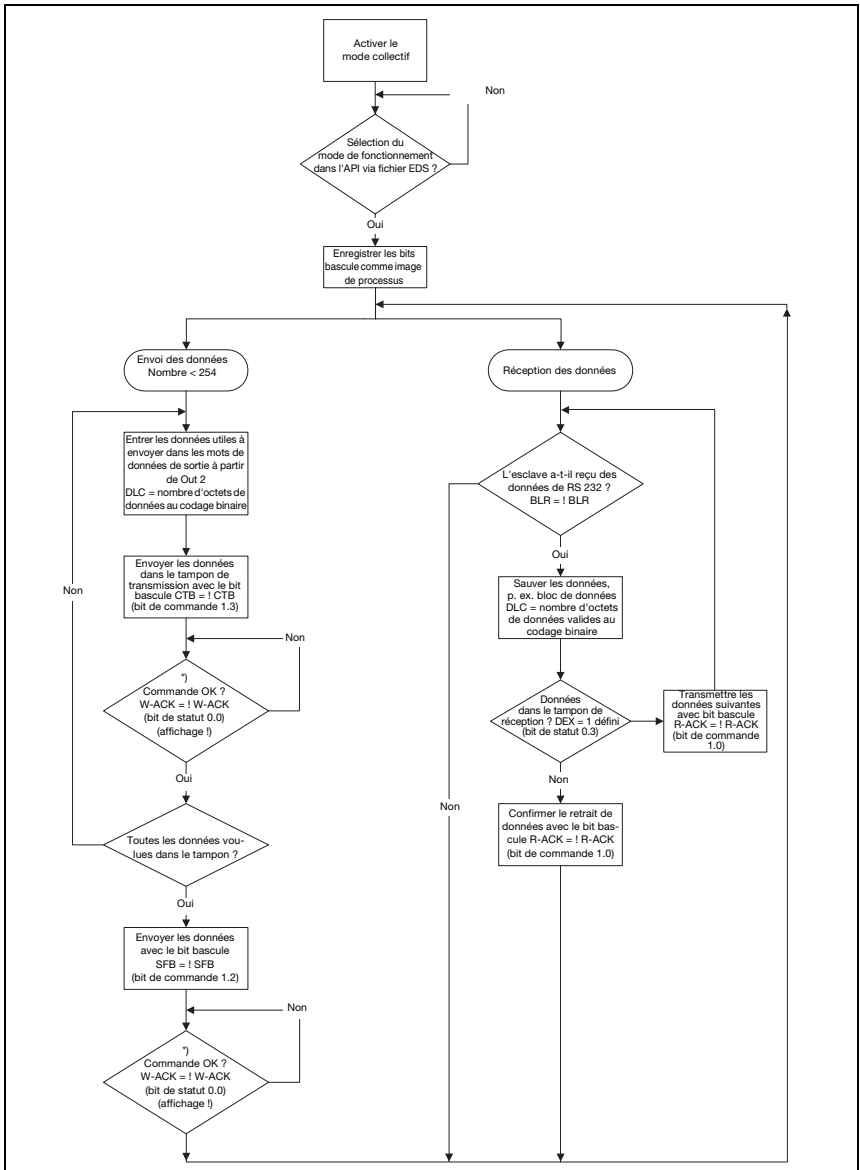 Activer le
mode collectif
Non
Sélection du
mode de fonctionnement
dans l'API via fichier EDS ?
Oui
Enregistrer les bits
bascule comme image
de processus
Envoi des données
Nombre < 254
Entrer les données utiles à
envoyer dans les mots de
données de sortie à partir
de Out 2
DLC = nombre d'octets de
données au codage binaire
Envoyer les données
dans le tampon de
transmission avec le bit
bascule CTB = ! CTB
(bit de commande 1.3)
Non
Non
*)
Commande OK ?
W-ACK = ! W-ACK
(bit de statut 0.0)
(affichage !)
Oui
Toutes les données vou-
lues dans le tampon ?
Oui
Envoyer les données
avec le bit bascule
SFB = ! SFB
(bit de commande 1.2)
Non
*)
Commande OK ?
W-ACK = ! W-ACK
(bit de statut 0.0)
(affichage !)
Réception des données
L'esclave a-t-il reçu des
données de RS 232 ?
BLR = ! BLR
Oui
Sauver les données,
p. ex. bloc de données
DLC = nombre d'octets
de données valides au
codage binaire
Données
dans le tampon de
réception ? DEX = 1 défini
(bit de statut 0.3)
Transmettre les
données suivantes
avec bit bascule
R-ACK = ! R-ACK
(bit de commande
1.0)
Non
Non
Confirmer le retrait de
données avec le bit bas-
cule R-ACK = ! R-ACK
(bit de commande 1.0)